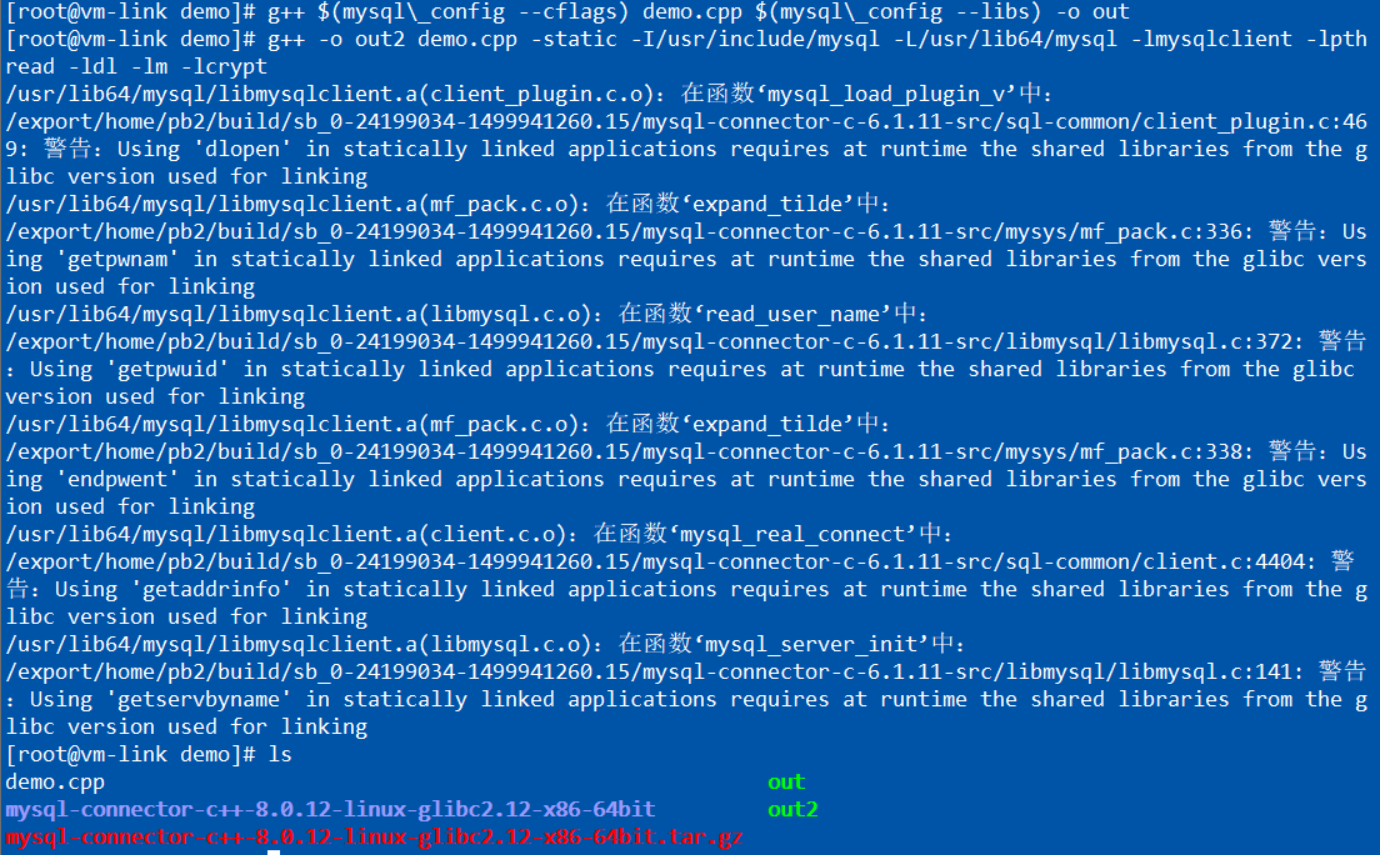 [root@vm-link demo]# g++ $(mysql\_config --cflags) demo.cpp $(mysql\_config --libs) -o out
[root@vm-link demo]# g++ -o out2 demo.cpp -static -I/usr/include/mysql -L/usr/lib64/mysql -lmysqlclient -lpth
read -ldl -lm -lcrypt
/usr/lib64/mysql/libmysqlclient.a(client_plugin.c.o)：在函数‘mysql_load_plugin_v’中：
/export/home/pb2/build/sb_0-24199034-1499941260.15/mysql-connector-c-6.1.11-src/sql-common/client_plugin.c:46
9: 警告：Using 'dlopen' in statically linked applications requires at runtime the shared libraries from the g
libc version used for linking
/usr/lib64/mysql/libmysqlclient.a(mf_pack.c.o)：在函数‘expand_tilde’中：
/export/home/pb2/build/sb_0-24199034-1499941260.15/mysql-connector-c-6.1.11-src/mysys/mf_pack.c:336: 警告：Us
ing 'getpwnam' in statically linked applications requires at runtime the shared libraries from the glibc vers
ion used for linking
/usr/lib64/mysql/libmysqlclient.a(libmysql.c.o)：在函数‘read_user_name’中：
/export/home/pb2/build/sb_0-24199034-1499941260.15/mysql-connector-c-6.1.11-src/libmysql/libmysql.c:372: 警告
：Using 'getpwuid' in statically linked applications requires at runtime the shared libraries from the glibc
version used for linking
/usr/lib64/mysql/libmysqlclient.a(mf_pack.c.o)：在函数‘expand_tilde’中：
/export/home/pb2/build/sb_0-24199034-1499941260.15/mysql-connector-c-6.1.11-src/mysys/mf_pack.c:338: 警告：Us
ing 'endpwent' in statically linked applications requires at runtime the shared libraries from the glibc vers
ion used for linking
/usr/lib64/mysql/libmysqlclient.a(client.c.o)：在函数‘mysql_real_connect’中：
/export/home/pb2/build/sb_0-24199034-1499941260.15/mysql-connector-c-6.1.11-src/sql-common/client.c:4404: 警
告：Using 'getaddrinfo' in statically linked applications requires at runtime the shared libraries from the g
libc version used for linking
/usr/lib64/mysql/libmysqlclient.a(libmysql.c.o)：在函数‘mysql_server_init’中：
/export/home/pb2/build/sb_0-24199034-1499941260.15/mysql-connector-c-6.1.11-src/libmysql/libmysql.c:141: 警告
：Using 'getservbyname' in statically linked applications requires at runtime the shared libraries from the g
libc version used for linking
[root@vm-link demo]# ls
demo.cpp out
mysql-connector-c++-8.0.12-linux-glibc2.12-x86-64bit out2
mysql-connector-c++-8.0.12-linux-glibc2.12-x86-64bit.tar.gz